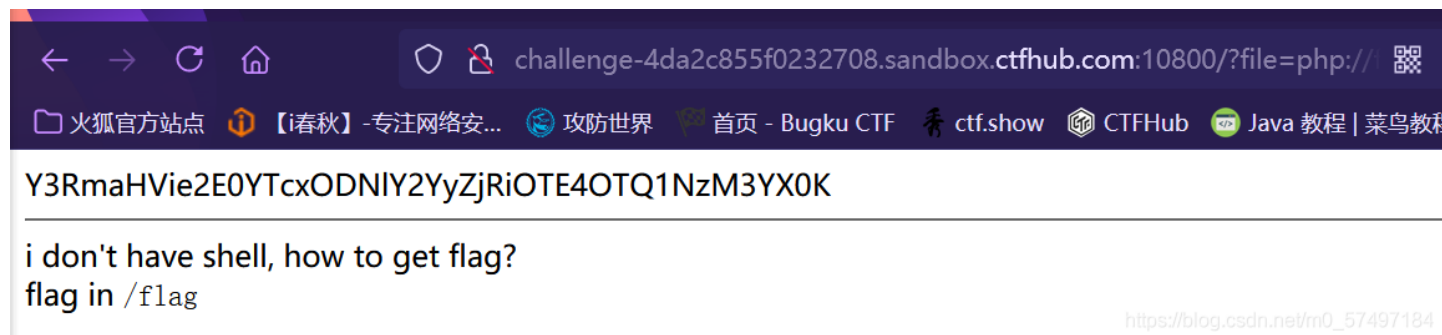 challenge-4da2c855f0232708.sandbox.ctfhub.com:10800/?file=php://
火狐官方站点 【i春秋】-专注网络安... 攻防世界 首页 - Bugku CTF ctf.show CTFHub Java 教程 | 菜鸟教程
Y3RmaHVie2E0YTcxODNlY2YyZjRiOTE4OTQ1NzM3YX0K
i don't have shell, how to get flag?
flag in /flag
https://blog.csdn.net/m0_57497184